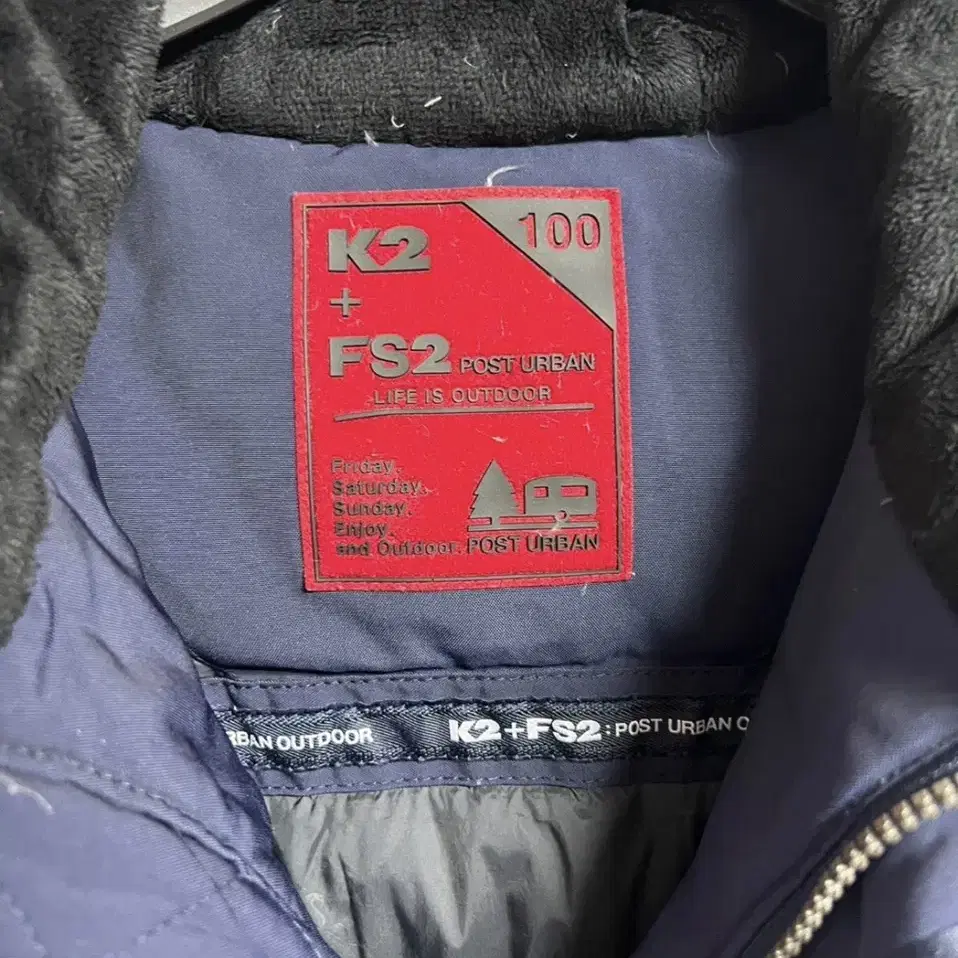 100
K2
+
FS2 POST URBAN
LIFE IS OUTDOOR
Friday.
Saturday.
Sunday.
Enjoy.
and Outdoor.
POST URBAN
RBAN OUTDOOR
K2+FS2:POST URBAN O